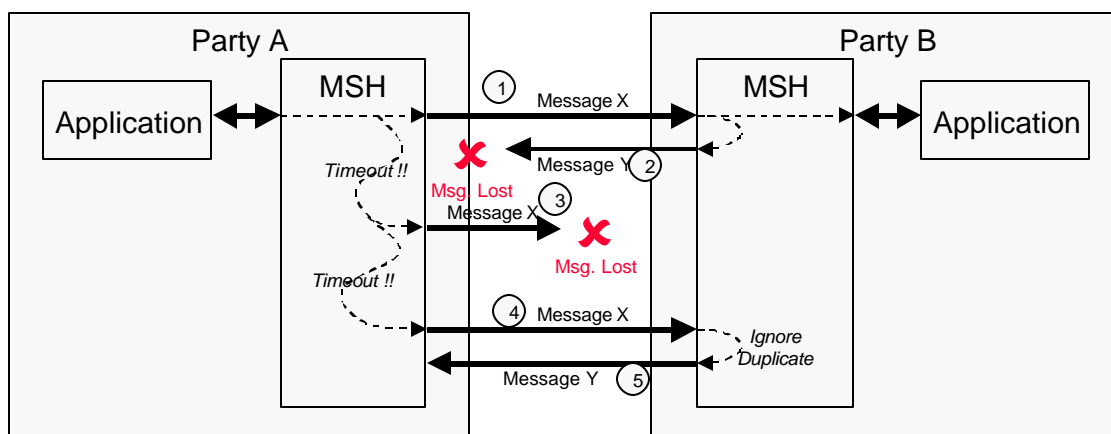 Party A
Party B
MSH
MSH
Application
Application
1
Message X
Message Y
2
Timeout !!
Msg. Lost
Message X
3
Msg. Lost
Timeout !!
4
Message X
Ignore
Duplicate
Message Y
5